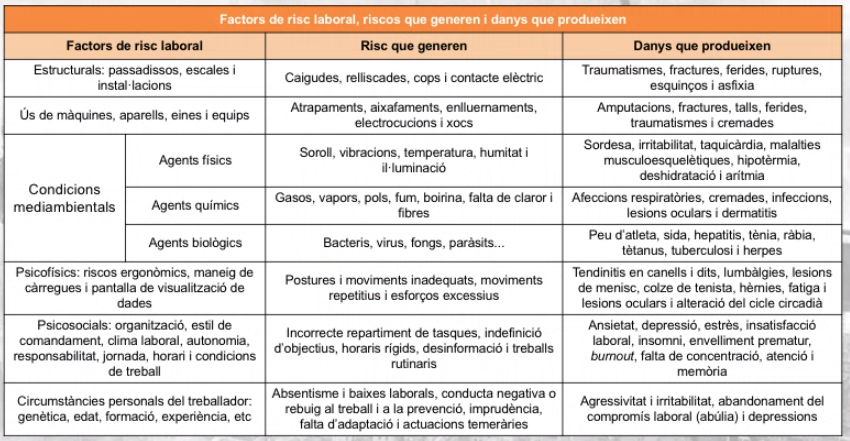 Factors de risc laboral, riscos que generen i danys que produeixen
Factors de risc laboral
Risc que generen
Danys que produeixen
Estructurals: passadissos, escales i
instal·lacions
Caigudes, relliscades, cops i contacte elèctric
Traumatismes, fractures, ferides, ruptures,
esquinços i asfixia
Ús de màquines, aparells, eines i equips
Atrapaments, aixafaments, enlluernaments,
electrocucions i xocs
Amputacions, fractures, talls, ferides,
traumatismes i cremades
Condicions
mediambientals
Agents físics
Soroll, vibracions, temperatura, humitat i
il·luminació
Sordesa, irritabilitat, taquicàrdia, malalties
musculoesquelètiques, hipotèrmia,
deshidratació i arítmia
Agents químics
Gasos, vapors, pols, fum, boirina, falta de claror i
fibres
Afeccions respiratòries, cremades, infeccions,
lesions oculars i dermatitis
Agents biològics
Bacteris, virus, fongs, paràsits...
Peu d'atleta, sida, hepatitis, tènia, ràbia,
tètanus, tuberculosi i herpes
Psicofísics: riscos ergonòmics, maneig de
càrregues i pantalla de visualització de
dades
Postures i moviments inadequats, moviments
repetitius i esforços excessius
Tendinitis en canells i dits, lumbàlgies, lesions
de menisc, colze de tenista, hèrnies, fatiga i
lesions oculars i alteració del cicle circadià
Psicosocials: organització, estil de
comandament, clima laboral, autonomia,
responsabilitat, jornada, horari i condicions
de treball
Incorrecte repartiment de tasques, indefinició
d'objectius, horaris rígids, desinformació i treballs
rutinaris
Ansietat, depressió, estrès, insatisfacció
laboral, insomni, envelliment prematur,
burnout, falta de concentració, atenció i
memòria
Circumstàncies personals del treballador:
genètica, edat, formació, experiència, etc
Absentisme i baixes laborals, conducta negativa o
rebuig al treball i a la prevenció, imprudència,
falta d'adaptació i actuacions temeràries
Agressivitat i irritabilitat, abandonament del
compromís laboral (abúlia) i depressions